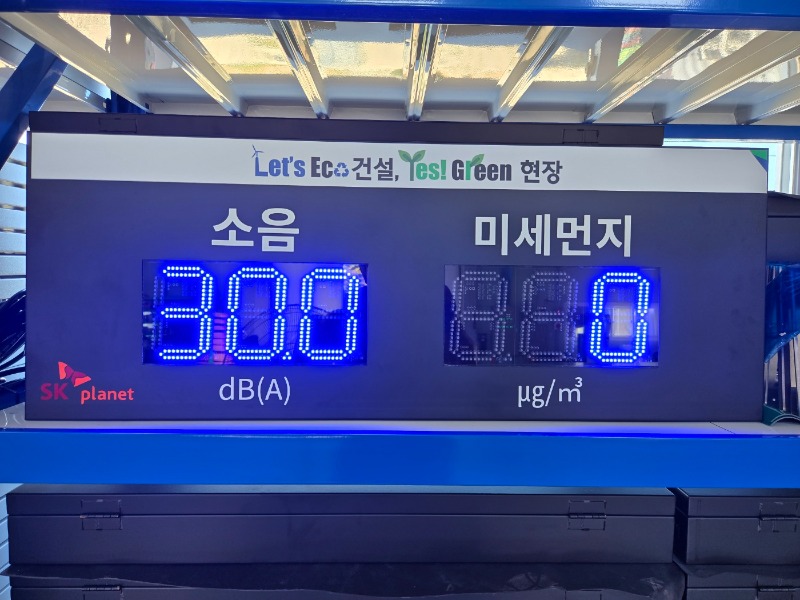 Let's Eco 건설, Yes! Green 현장
소음 미세먼지
30.0 0
dB(A) μg/㎥
SK planet